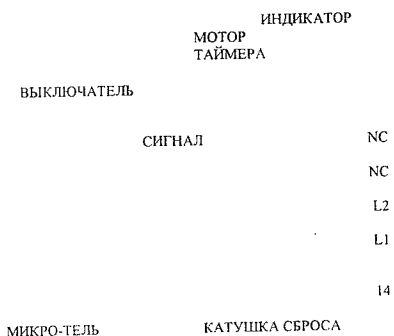 ИНДИКАТОР
МОТОР
ТАЙМЕРА
ВЫКЛЮЧАТЕЛЬ
СИГНАЛ
NC
NC
L2
L1
14
МИКРО-ТЕЛЬ
КАТУШКА СБРОСА